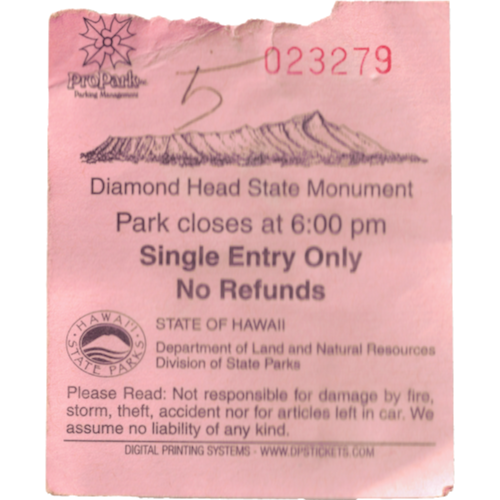 ProPark Inc.
Parking Management
023279
5
Diamond Head State Monument
Park closes at 6:00 pm
Single Entry Only
No Refunds
HAWAI'I
STATE PARKS
STATE OF HAWAII
Department of Land and Natural Resources
Division of State Parks
Please Read: Not responsible for damage by fire,
storm, theft, accident nor for articles left in car. We
assume no liability of any kind.
DIGITAL PRINTING SYSTEMS - WWW.DPSTICKETS.COM